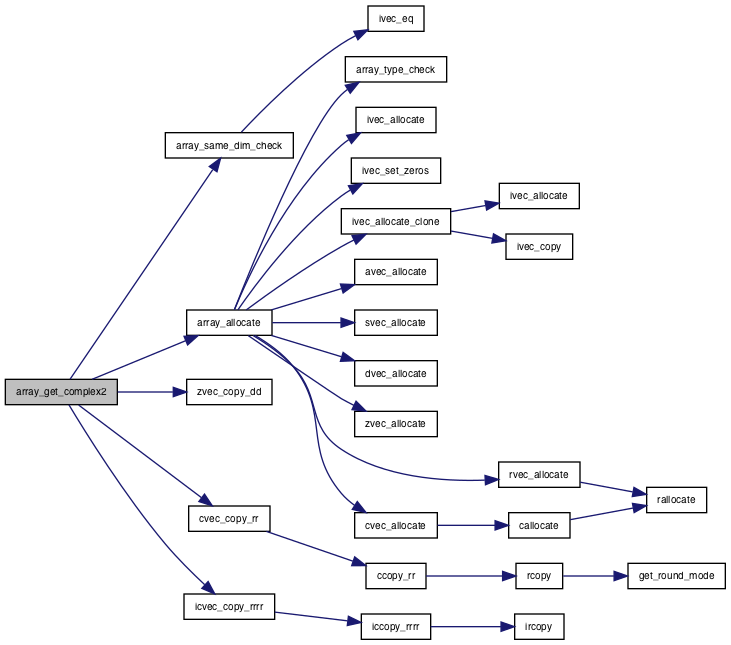 ivec_eq
array_type_check
ivec_allocate
array_same_dim_check
ivec_set_zeros
ivec_allocate
ivec_allocate_clone
ivec_copy
avec_allocate
array_allocate
svec_allocate
dvec_allocate
array_get_complex2
zvec_copy_dd
zvec_allocate
rvec_allocate
rallocate
cvec_copy_rr
cvec_allocate
callocate
ccopy_rr
rcopy
get_round_mode
icvec_copy_rrrr
iccopy_rrrr
ircopy